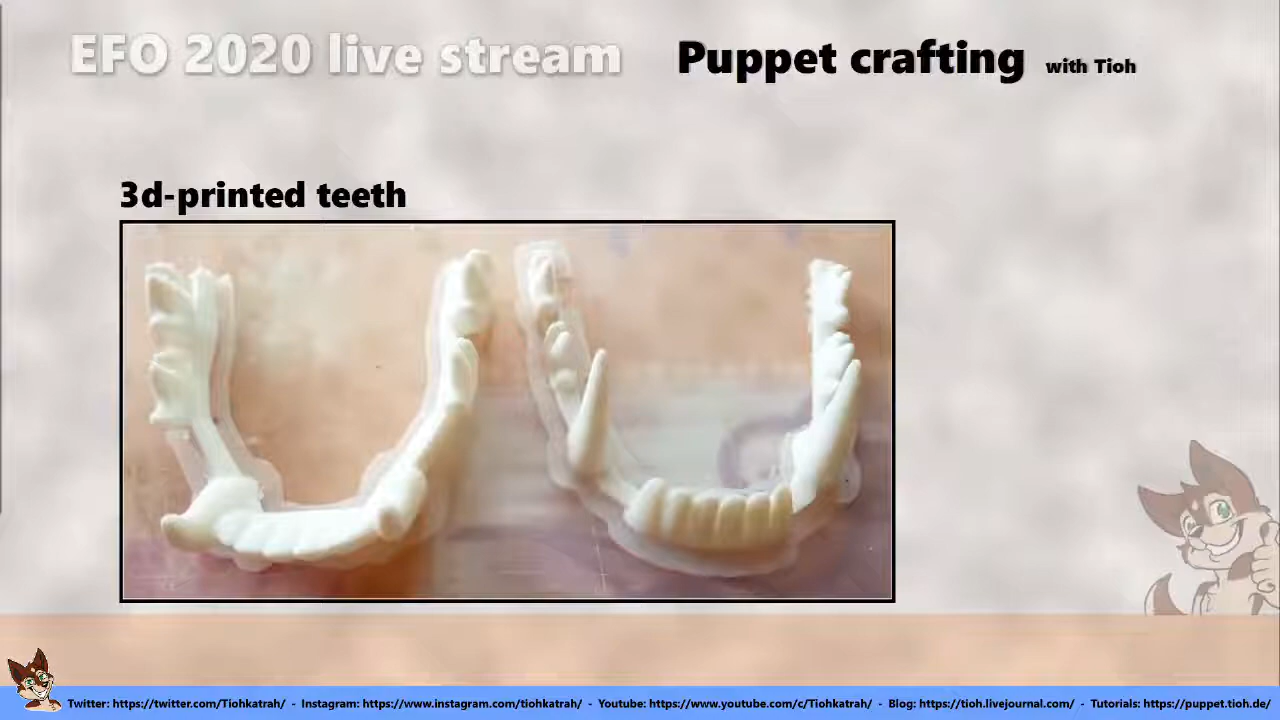 EFO 2020 live stream Puppet crafting with Tioh
3d-printed teeth
Twitter: https://twitter.com/Tiohkatrah/ - Instagram: https://www.instagram.com/tiohkatrah/ - Youtube: https://www.youtube.com/c/Tiohkatrah/ - Blog: https://tioh.livejournal.com/ - Tutorials: https://puppet.tioh.de/